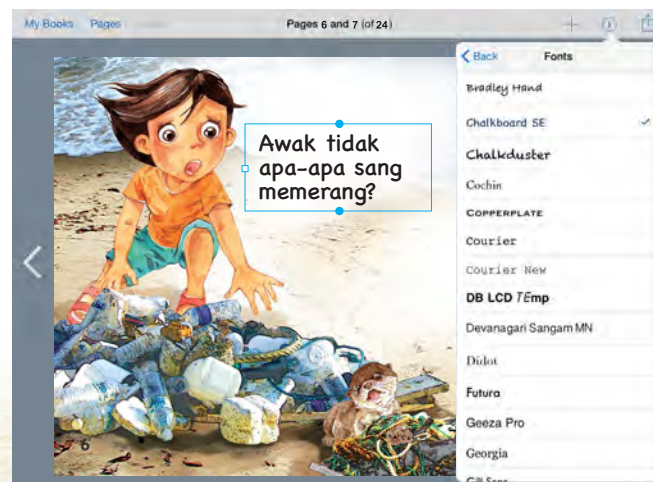 My Books Pages Pages 6 and 7 (of 24)
Back Fonts
Bradley Hand
Chalkboard SE
Chalkduster
Cochin
COPPERPLATE
Courier
Courier New
DB LCD TEmp
Devanagari Sangam MN
Didot
Futura
Geeza Pro
Georgia
Gill Sans
Awak tidak
apa-apa sang
memerang?
6